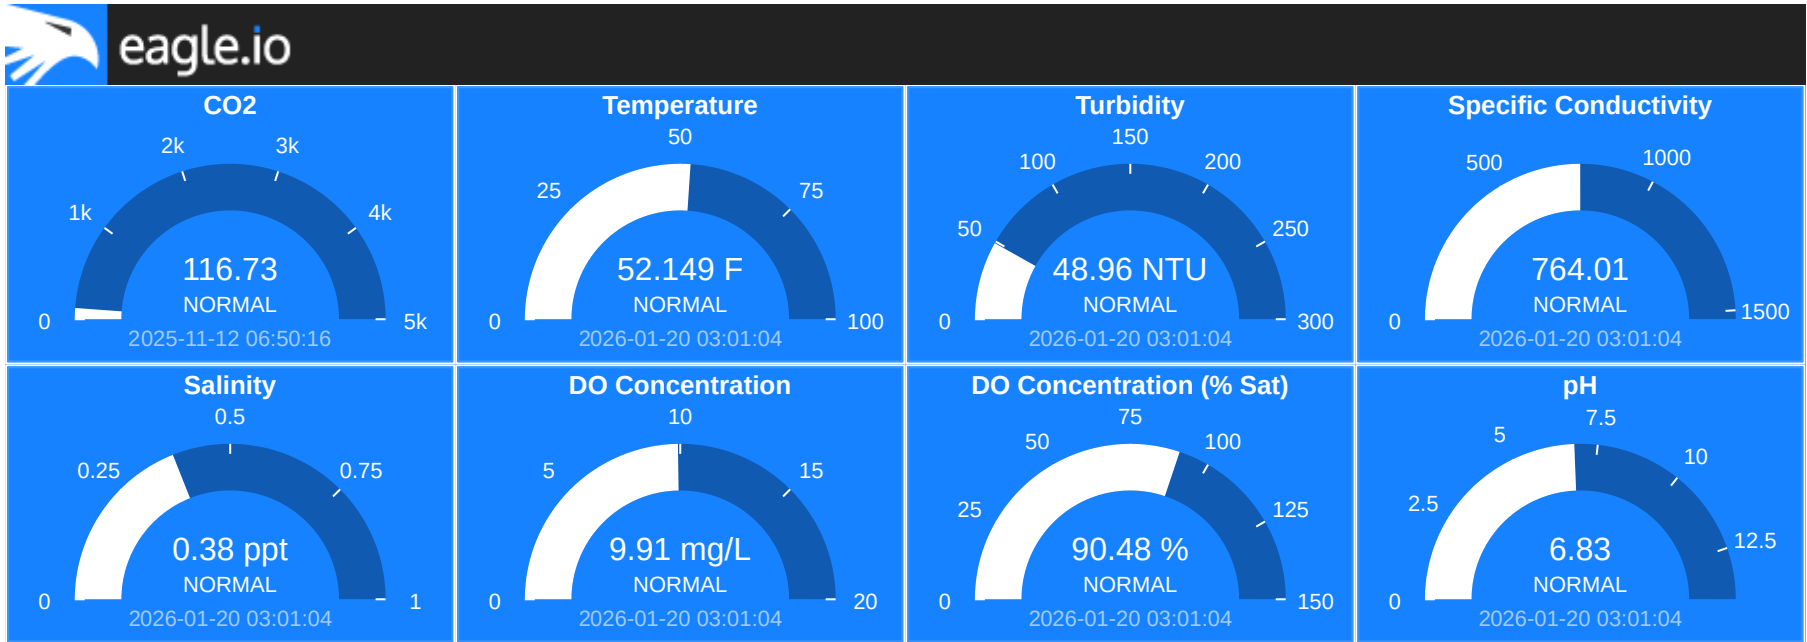 eagle.io
CO2
0
1k
2k
3k
4k
5k
116.73
NORMAL
2025-11-12 06:50:16
Temperature
0
25
50
75
100
52.149 F
NORMAL
2026-01-20 03:01:04
Turbidity
0
50
100
150
200
250
300
48.96 NTU
NORMAL
2026-01-20 03:01:04
Specific Conductivity
0
500
1000
1500
764.01
NORMAL
2026-01-20 03:01:04
Salinity
0
0.25
0.5
0.75
1
0.38 ppt
NORMAL
2026-01-20 03:01:04
DO Concentration
0
5
10
15
20
9.91 mg/L
NORMAL
2026-01-20 03:01:04
DO Concentration (% Sat)
0
25
50
75
100
125
150
90.48 %
NORMAL
2026-01-20 03:01:04
pH
0
2.5
5
7.5
10
12.5
6.83
NORMAL
2026-01-20 03:01:04